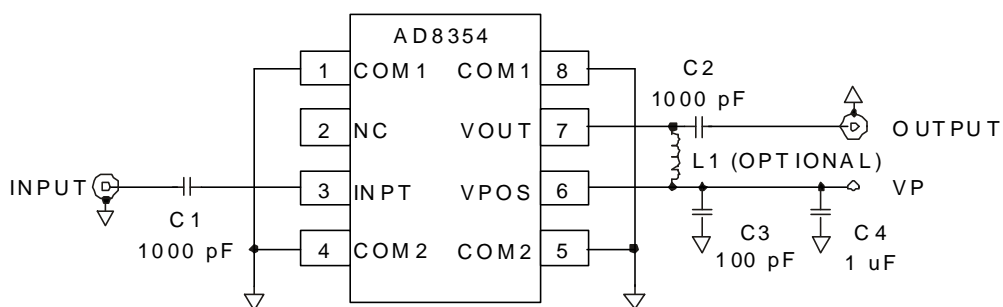 AD8354
1 COM1 COM1 8
C2
1000 pF
2 NC VOUT 7
OUTPUT
L1 (OPTIONAL)
INPUT
3 INPT VPOS 6
VP
C1
1000 pF
4 COM2 COM2 5
C3
100 pF
C4
1 uF